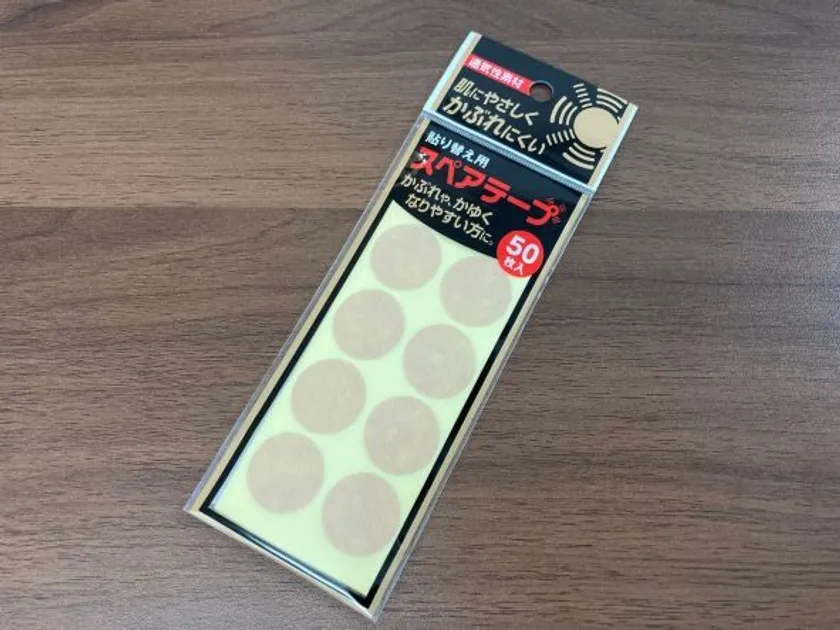 通気性素材
肌にやさしく
かぶれにくい
貼り替え用
スペアテープ
かぶれや、かゆく
なりやすい方に。
50
枚入